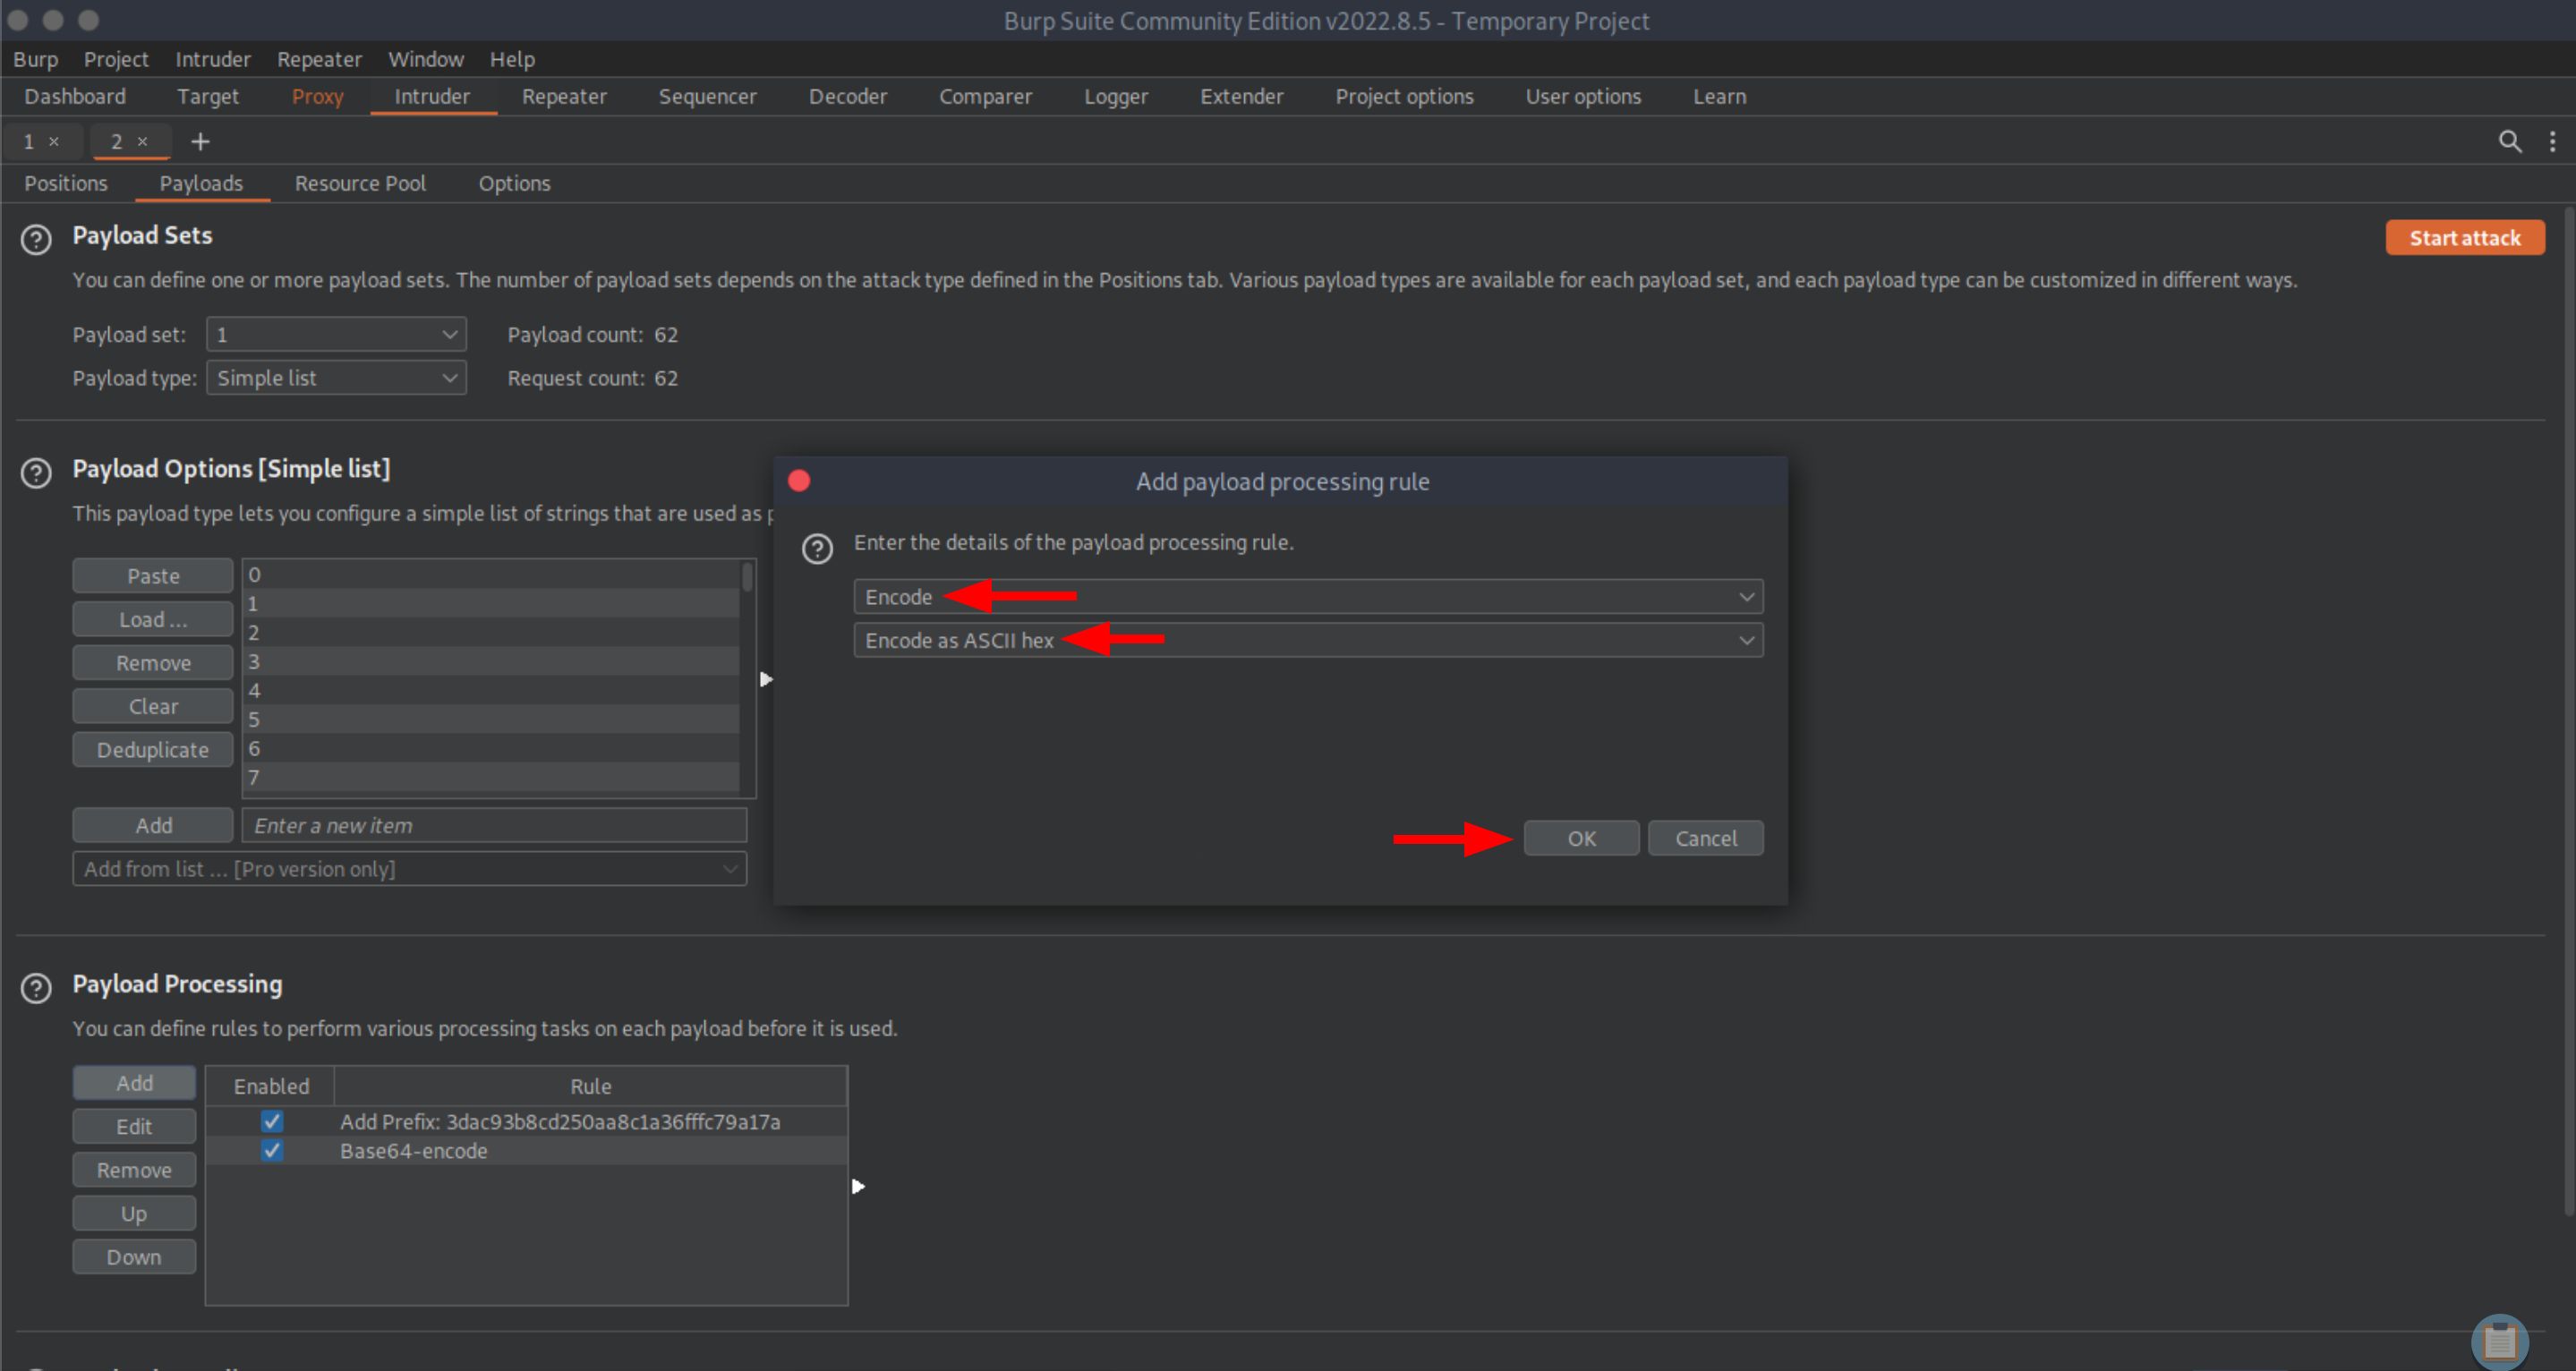 Burp Suite Community Edition v2022.8.5 - Temporary Project
Burp Project Intruder Repeater Window Help
Dashboard Target Proxy Intruder Repeater Sequencer Decoder Comparer Logger Extender Project options User options Learn
1 × 2 × +
Positions Payloads Resource Pool Options
? Payload Sets
Start attack
You can define one or more payload sets. The number of payload sets depends on the attack type defined in the Positions tab. Various payload types are available for each payload set, and each payload type can be customized in different ways.
Payload set: 1 Payload count: 62
Payload type: Simple list Request count: 62
? Payload Options [Simple list]
This payload type lets you configure a simple list of strings that are used as
Paste
Load ...
Remove
Clear
Deduplicate
0
1
2
3
4
5
6
7
Add Enter a new item
Add from list ... [Pro version only]
Add payload processing rule
? Enter the details of the payload processing rule.
Encode
Encode as ASCII hex
OK Cancel
? Payload Processing
You can define rules to perform various processing tasks on each payload before it is used.
Add
Edit
Remove
Up
Down
Enabled Rule
Add Prefix: 3dac93b8cd250aa8c1a36fffc79a17a
Base64-encode